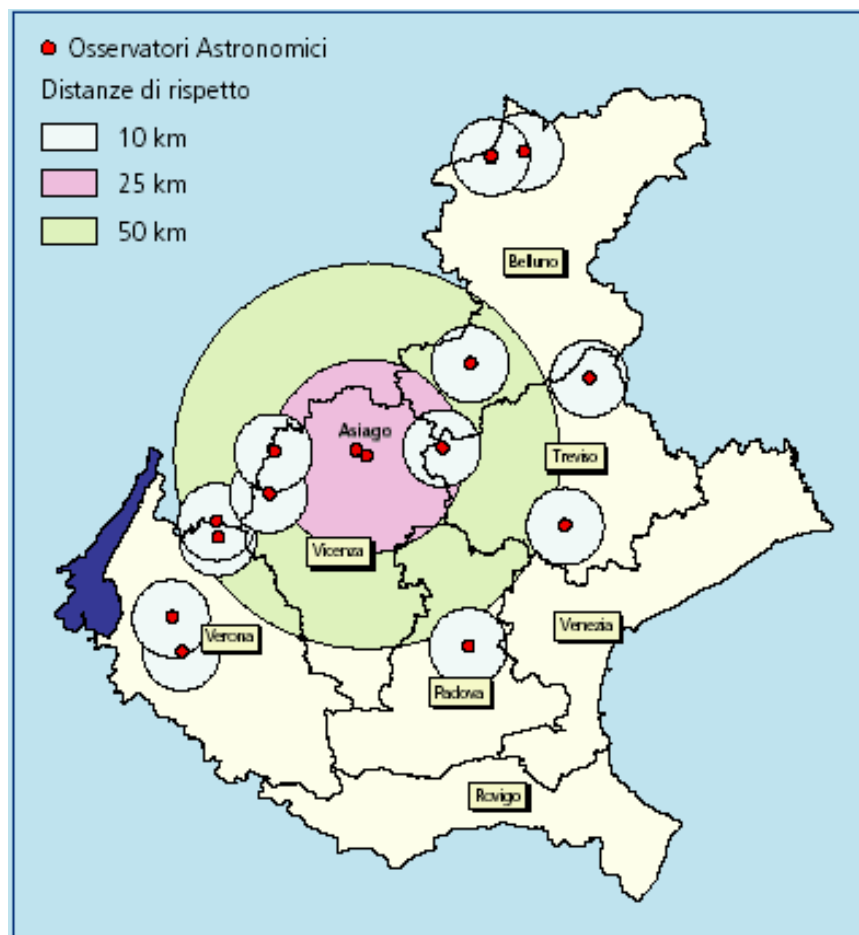 Osservatori Astronomici
Distanze di rispetto
10 km
25 km
50 km
Belluno
Asiago
Treviso
Vicenza
Venezia
Verona
Padova
Rovigo